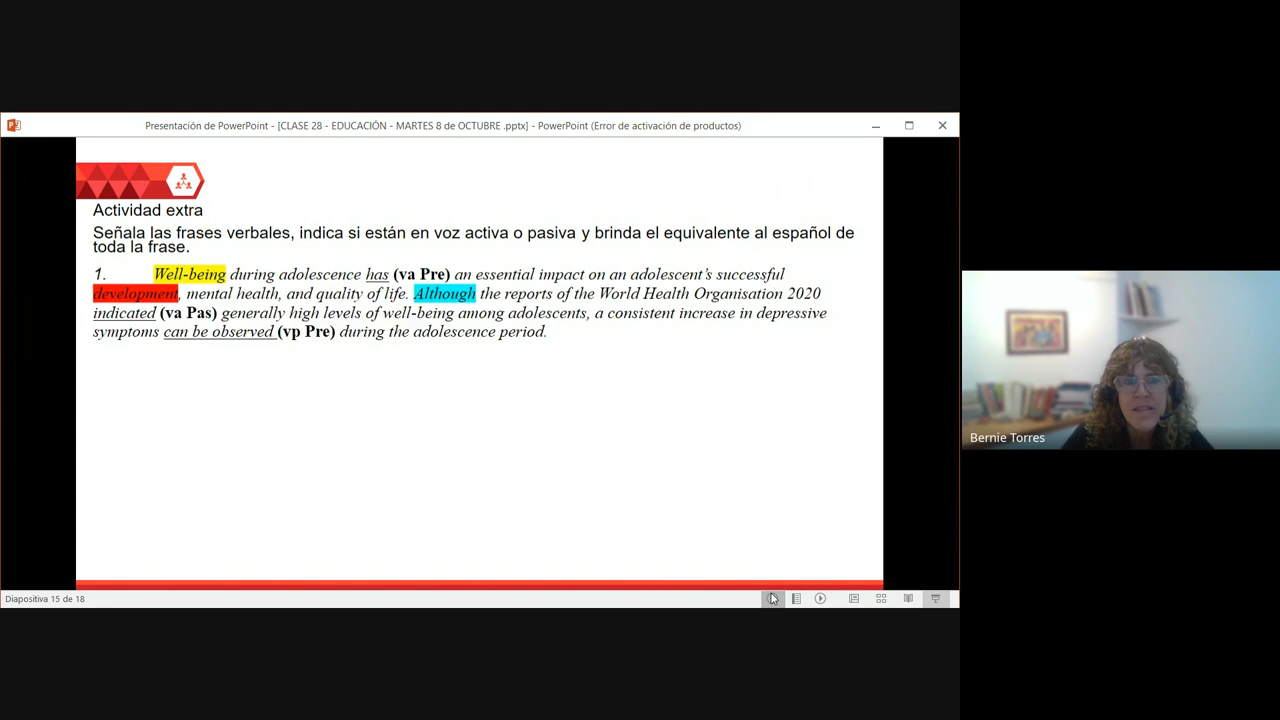 Presentación de PowerPoint - [CLASE 28 - EDUCACIÓN - MARTES 8 de OCTUBRE .pptx] - PowerPoint (Error de activación de productos)
Actividad extra
Señala las frases verbales, indica si están en voz activa o pasiva y brinda el equivalente al español de
toda la frase.
1. Well-being during adolescence has (va Pre) an essential impact on an adolescent's successful
development, mental health, and quality of life. Although the reports of the World Health Organisation 2020
indicated (va Pas) generally high levels of well-being among adolescents, a consistent increase in depressive
symptoms can be observed (vp Pre) during the adolescence period.
Bernie Torres
Diapositiva 15 de 18